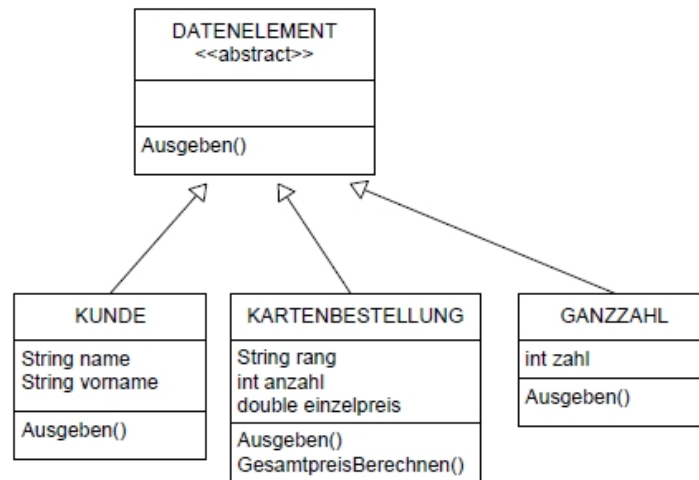 DATENELEMENT
<<abstract>>
Ausgeben()
KUNDE
String name
String vorname
Ausgeben()
KARTENBESTELLUNG
String rang
int anzahl
double einzelpreis
Ausgeben()
GesamtpreisBerechnen()
GANZZAHL
int zahl
Ausgeben()